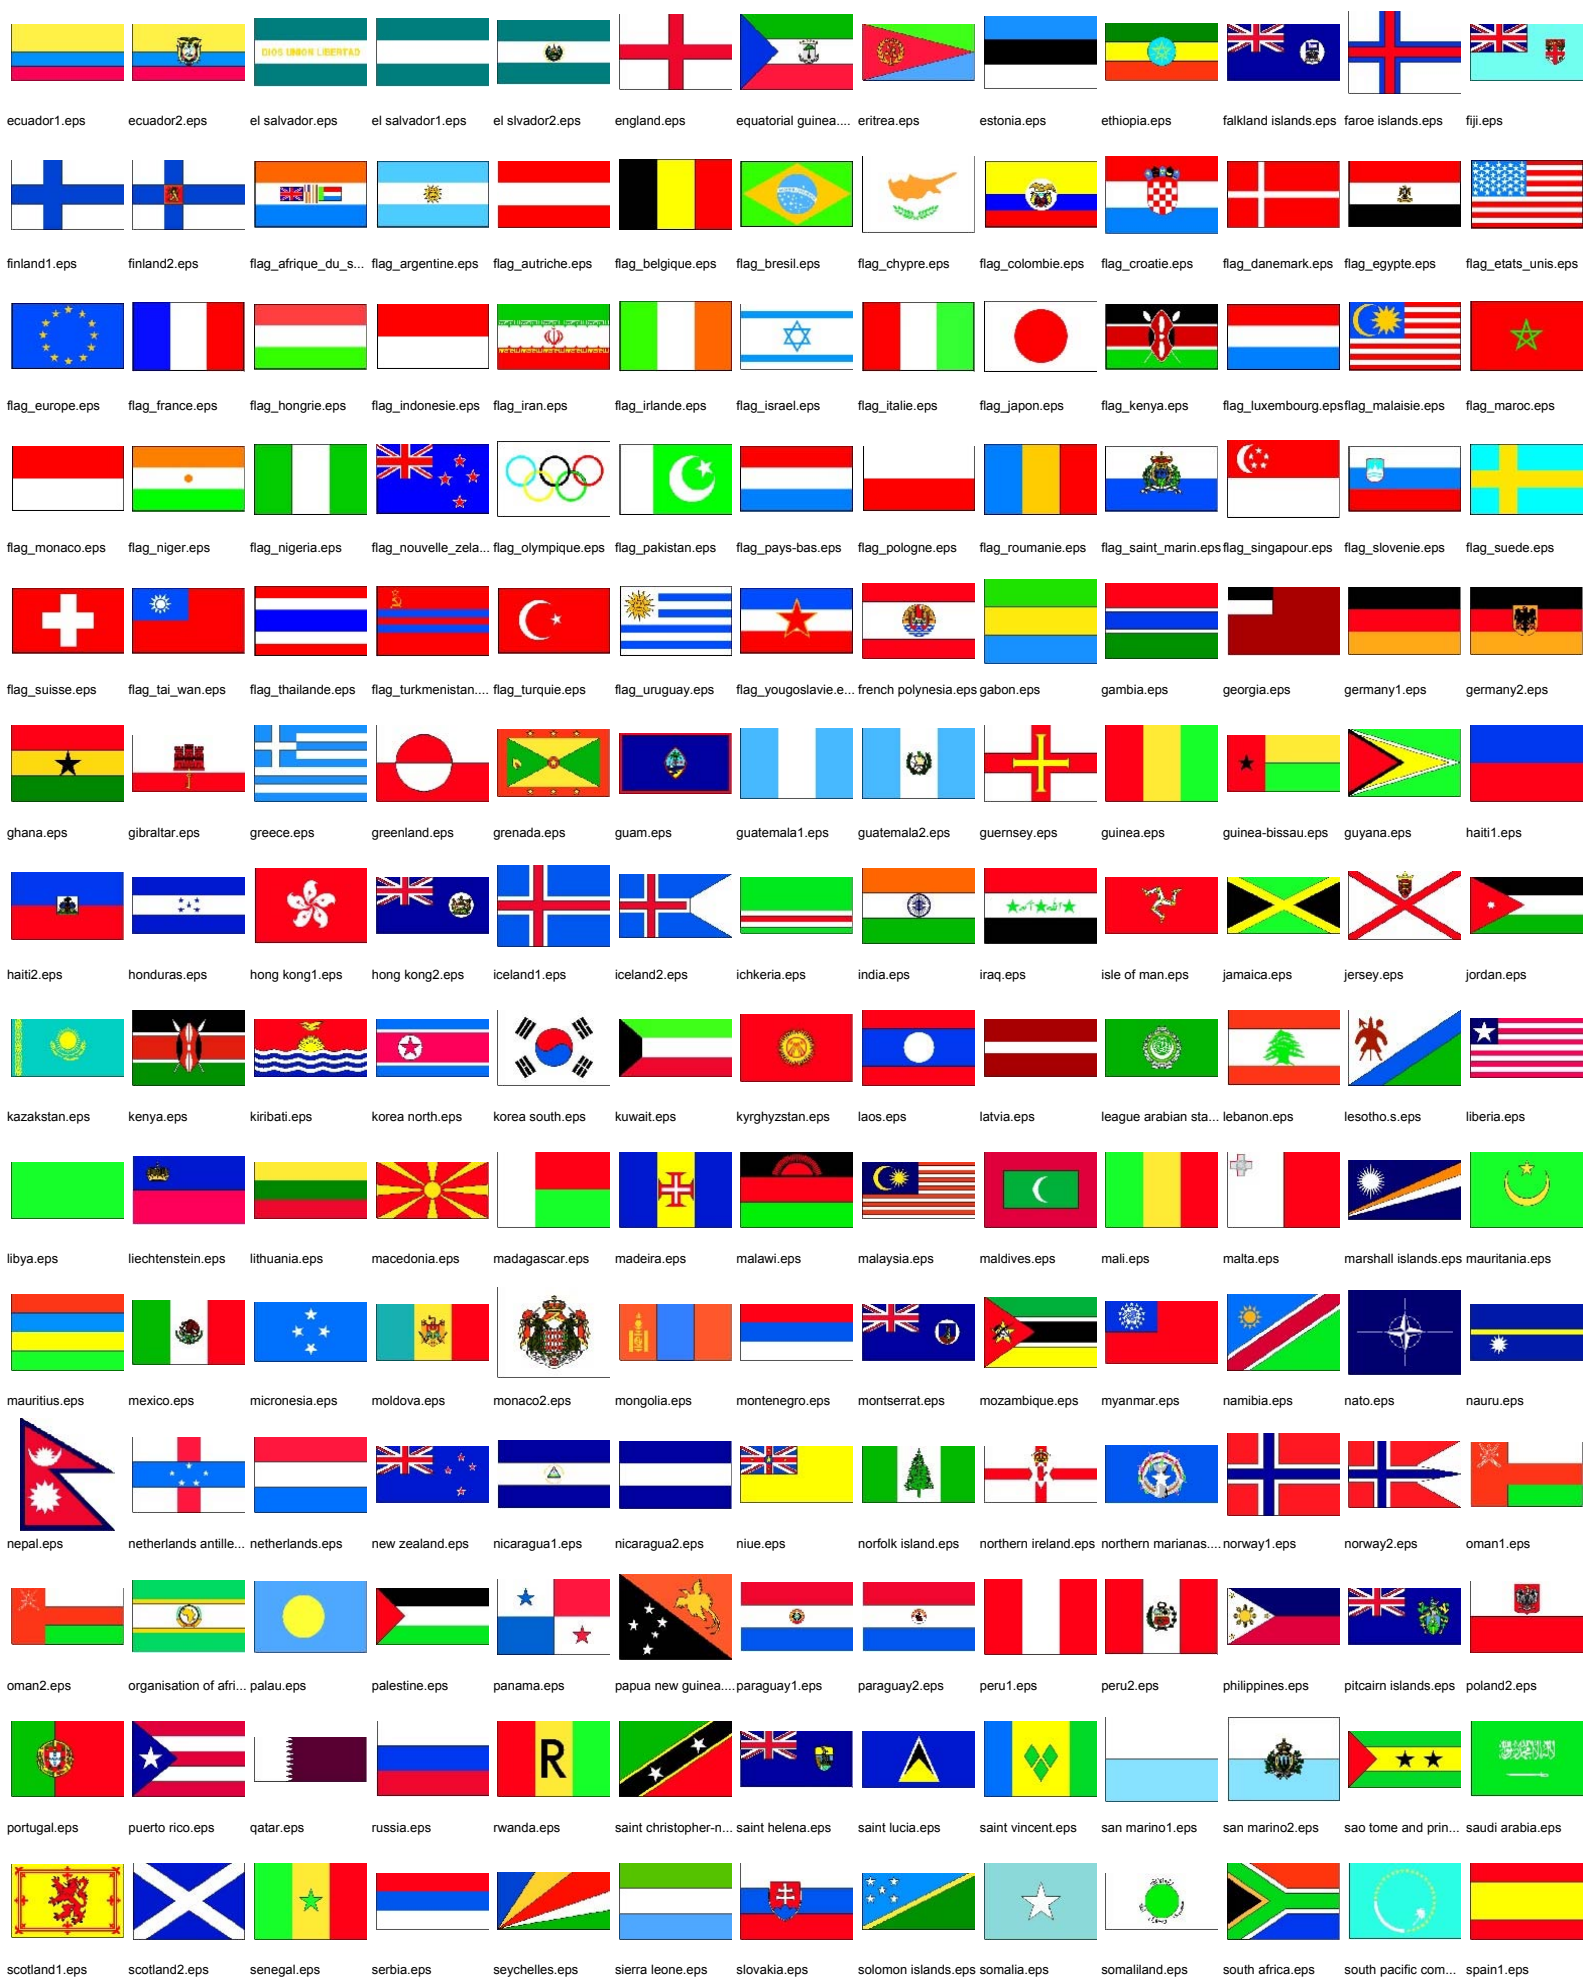 DIOS UNION LIBERTAD
ecuador1.eps ecuador2.eps el salvador.eps el salvador1.eps el slvador2.eps england.eps equatorial guinea.... eritrea.eps estonia.eps ethiopia.eps falkland islands.eps faroe islands.eps fiji.eps
finland1.eps finland2.eps flag_afrique_du_s... flag_argentine.eps flag_autriche.eps flag_belgique.eps flag_bresil.eps flag_chypre.eps flag_colombie.eps flag_croatie.eps flag_danemark.eps flag_egypte.eps flag_etats_unis.eps
flag_europe.eps flag_france.eps flag_hongrie.eps flag_indonesie.eps flag_iran.eps flag_irlande.eps flag_israel.eps flag_italie.eps flag_japon.eps flag_kenya.eps flag_luxembourg.eps flag_malaisie.eps flag_maroc.eps
flag_monaco.eps flag_niger.eps flag_nigeria.eps flag_nouvelle_zela... flag_olympique.eps flag_pakistan.eps flag_pays-bas.eps flag_pologne.eps flag_roumanie.eps flag_saint_marin.eps flag_singapour.eps flag_slovenie.eps flag_suede.eps
flag_suisse.eps flag_tai_wan.eps flag_thailande.eps flag_turkmenistan.... flag_turquie.eps flag_uruguay.eps flag_yougoslavie.e... french polynesia.eps gabon.eps gambia.eps georgia.eps germany1.eps germany2.eps
ghana.eps gibraltar.eps greece.eps greenland.eps grenada.eps guam.eps guatemala1.eps guatemala2.eps guernsey.eps guinea.eps guinea-bissau.eps guyana.eps haiti1.eps
haiti2.eps honduras.eps hong kong1.eps hong kong2.eps iceland1.eps iceland2.eps ichkeria.eps india.eps iraq.eps isle of man.eps jamaica.eps jersey.eps jordan.eps
kazakstan.eps kenya.eps kiribati.eps korea north.eps korea south.eps kuwait.eps kyrghyzstan.eps laos.eps latvia.eps league arabian sta... lebanon.eps lesotho.s.eps liberia.eps
libya.eps liechtenstein.eps lithuania.eps macedonia.eps madagascar.eps madeira.eps malawi.eps malaysia.eps maldives.eps mali.eps malta.eps marshall islands.eps mauritania.eps
mauritius.eps mexico.eps micronesia.eps moldova.eps monaco2.eps mongolia.eps montenegro.eps montserrat.eps mozambique.eps myanmar.eps namibia.eps nato.eps nauru.eps
nepal.eps netherlands antille... netherlands.eps new zealand.eps nicaragua1.eps nicaragua2.eps niue.eps norfolk island.eps northern ireland.eps northern marianas.... norway1.eps norway2.eps oman1.eps
oman2.eps organisation of afri... palau.eps palestine.eps panama.eps papua new guinea.... paraguay1.eps paraguay2.eps peru1.eps peru2.eps philippines.eps pitcairn islands.eps poland2.eps
R
portugal.eps puerto rico.eps qatar.eps russia.eps rwanda.eps saint christopher-n... saint helena.eps saint lucia.eps saint vincent.eps san marino1.eps san marino2.eps sao tome and prin... saudi arabia.eps
scotland1.eps scotland2.eps senegal.eps serbia.eps seychelles.eps sierra leone.eps slovakia.eps solomon islands.eps somalia.eps somaliland.eps south africa.eps south pacific com... spain1.eps